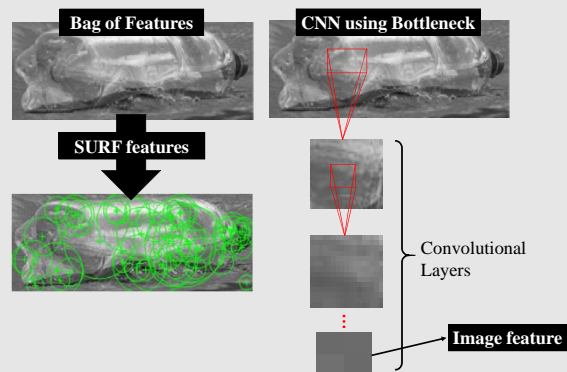 Bag of Features
CNN using Bottleneck
SURF features
Convolutional
Layers
Image feature